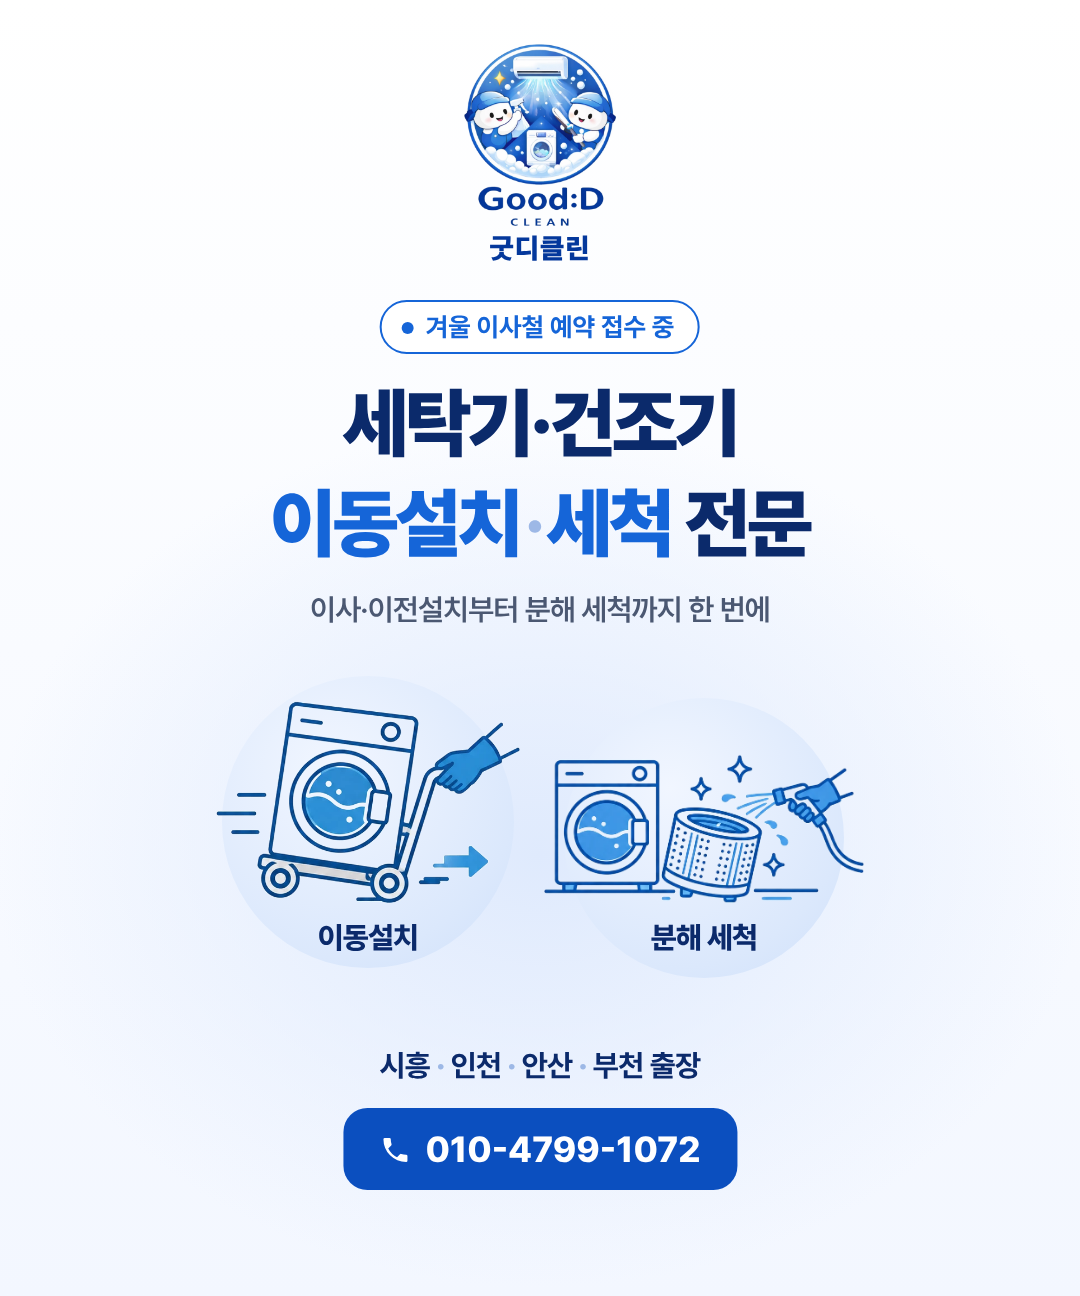 Good:D
CLEAN
굿디클린
겨울 이사철 예약 접수 중
세탁기·건조기
이동설치·세척 전문
이사·이전설치부터 분해 세척까지 한 번에
이동설치
분해 세척
시흥·인천·안산·부천 출장
010-4799-1072